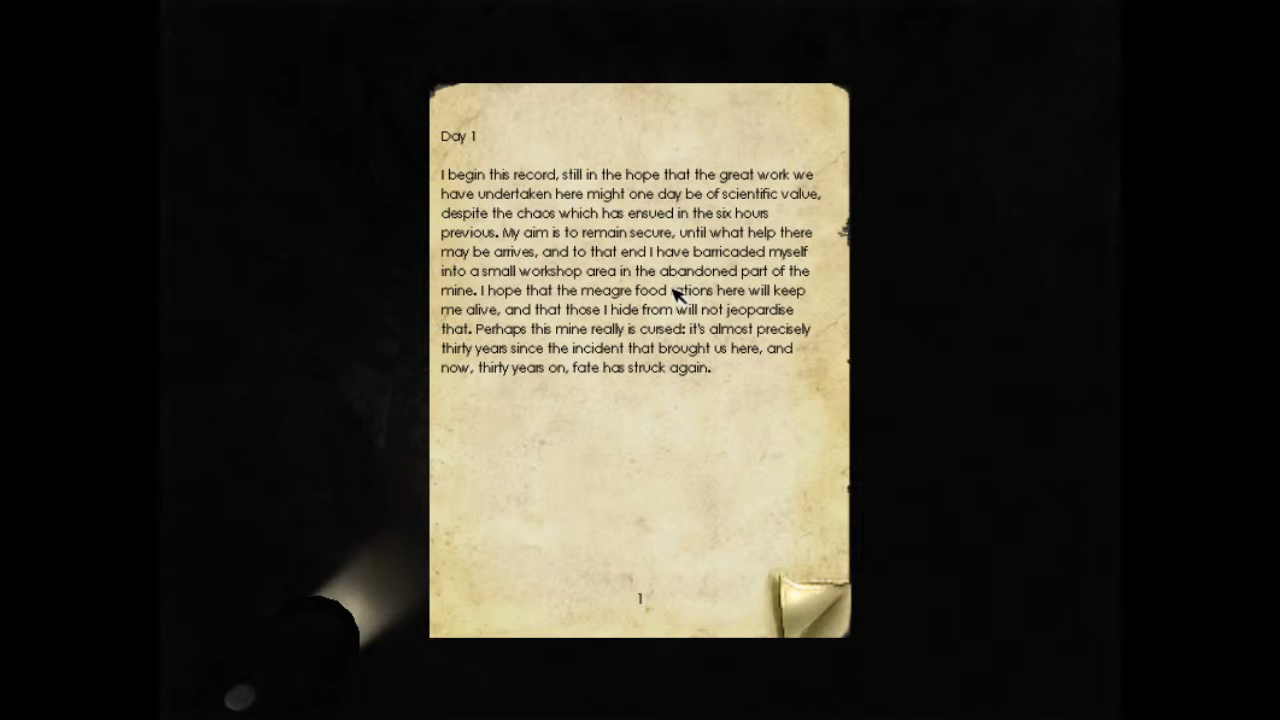 Day 1
I begin this record, still in the hope that the great work we
have undertaken here might one day be of scientific value,
despite the chaos which has ensued in the six hours
previous. My aim is to remain secure, until what help there
may be arrives, and to that end I have barricaded myself
into a small workshop area in the abandoned part of the
mine. I hope that the meagre food rations here will keep
me alive, and that those I hide from will not jeopardise
that. Perhaps this mine really is cursed: it's almost precisely
thirty years since the incident that brought us here, and
now, thirty years on, fate has struck again.
1